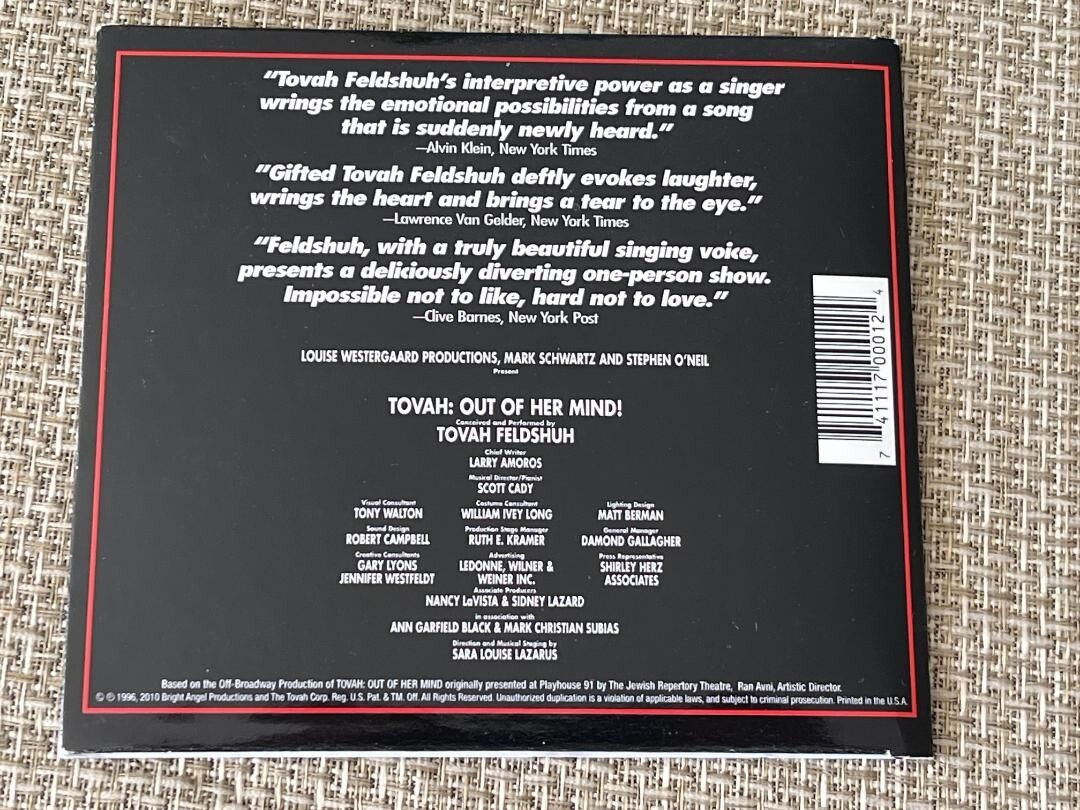 "Tovah Feldshuh's interpretive power as a singer
wrings the emotional possibilities from a song
that is suddenly newly heard."
—Alvin Klein, New York Times
"Gifted Tovah Feldshuh deftly evokes laughter,
wrings the heart and brings a tear to the eye."
—Lawrence Van Gelder, New York Times
"Feldshuh, with a truly beautiful singing voice,
presents a deliciously diverting one-person show.
Impossible not to like, hard not to love."
—Clive Barnes, New York Post
LOUISE WESTERGAARD PRODUCTIONS, MARK SCHWARTZ AND STEPHEN O'NEIL
Present
TOVAH: OUT OF HER MIND!
Conceived and Performed by
TOVAH FELDSHUH
Chief Writer
LARRY AMOROS
Musical Director/Pianist
SCOTT CADY
Visual Consultant
TONY WALTON
Costume Consultant
WILLIAM IVEY LONG
Lighting Design
MATT BERMAN
Sound Design
ROBERT CAMPBELL
Production Stage Manager
RUTH E. KRAMER
General Manager
DAMOND GALLAGHER
Creative Consultants
GARY LYONS
JENNIFER WESTFELDT
Advertising
LEDONNE, WILNER &
WEINER INC.
Press Representative
SHIRLEY HERZ
ASSOCIATES
Associate Producers
NANCY LaVISTA & SIDNEY LAZARD
in association with
ANN GARFIELD BLACK & MARK CHRISTIAN SUBIAS
Direction and Musical Staging by
SARA LOUISE LAZARUS
Based on the Off-Broadway Production of TOVAH: OUT OF HER MIND originally presented at Playhouse 91 by The Jewish Repertory Theatre, Ran Avni, Artistic Director.
© ℗ 1996, 2010 Bright Angel Productions and The Tovah Corp. Reg. U.S. Pat. & TM. Off. All Rights Reserved. Unauthorized duplication is a violation of applicable laws, and subject to criminal prosecution. Printed in the U.S.A.
7 41117 00012 4